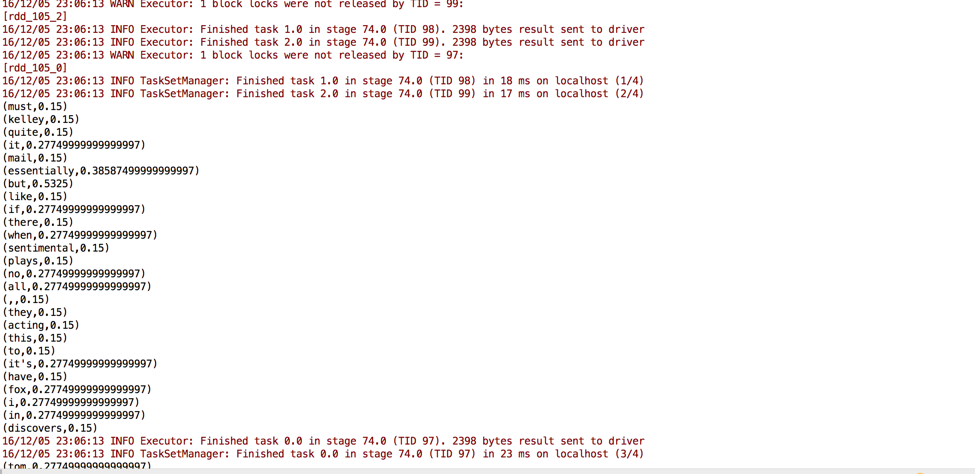 16/12/05 23:06:13 WARN Executor: 1 block locks were not released by TID = 99:
[rdd_105_2]
16/12/05 23:06:13 INFO Executor: Finished task 1.0 in stage 74.0 (TID 98). 2398 bytes result sent to driver
16/12/05 23:06:13 INFO Executor: Finished task 2.0 in stage 74.0 (TID 99). 2398 bytes result sent to driver
16/12/05 23:06:13 WARN Executor: 1 block locks were not released by TID = 97:
[rdd_105_0]
16/12/05 23:06:13 INFO TaskSetManager: Finished task 1.0 in stage 74.0 (TID 98) in 18 ms on localhost (1/4)
16/12/05 23:06:13 INFO TaskSetManager: Finished task 2.0 in stage 74.0 (TID 99) in 17 ms on localhost (2/4)
(must,0.15)
(kelley,0.15)
(quite,0.15)
(it,0.27749999999999997)
(mail,0.15)
(essentially,0.38587499999999997)
(but,0.5325)
(like,0.15)
(if,0.27749999999999997)
(there,0.15)
(when,0.27749999999999997)
(sentimental,0.15)
(plays,0.15)
(no,0.27749999999999997)
(all,0.27749999999999997)
(,,0.15)
(they,0.15)
(acting,0.15)
(this,0.15)
(to,0.15)
(it's,0.27749999999999997)
(have,0.15)
(fox,0.27749999999999997)
(i,0.27749999999999997)
(in,0.27749999999999997)
(discovers,0.15)
16/12/05 23:06:13 INFO Executor: Finished task 0.0 in stage 74.0 (TID 97). 2398 bytes result sent to driver
16/12/05 23:06:13 INFO TaskSetManager: Finished task 0.0 in stage 74.0 (TID 97) in 23 ms on localhost (3/4)
(tom,0.27749999999999997)